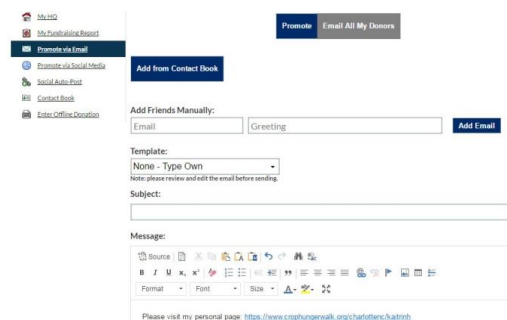 My HQ
My Fundraising Report
Promote via Email
Promote via Social Media
Social Auto-Post
Contact Book
Enter Offline Donation
Promote Email All My Donors
Add from Contact Book
Add Friends Manually:
Email Greeting Add Email
Template:
None - Type Own
Note: please review and edit the email before sending.
Subject:
Message:
Source
B I U x, x²
Format Font Size A
Please visit my personal page: https://www.crophungerwalk.org/charlottenc/kaitrinh